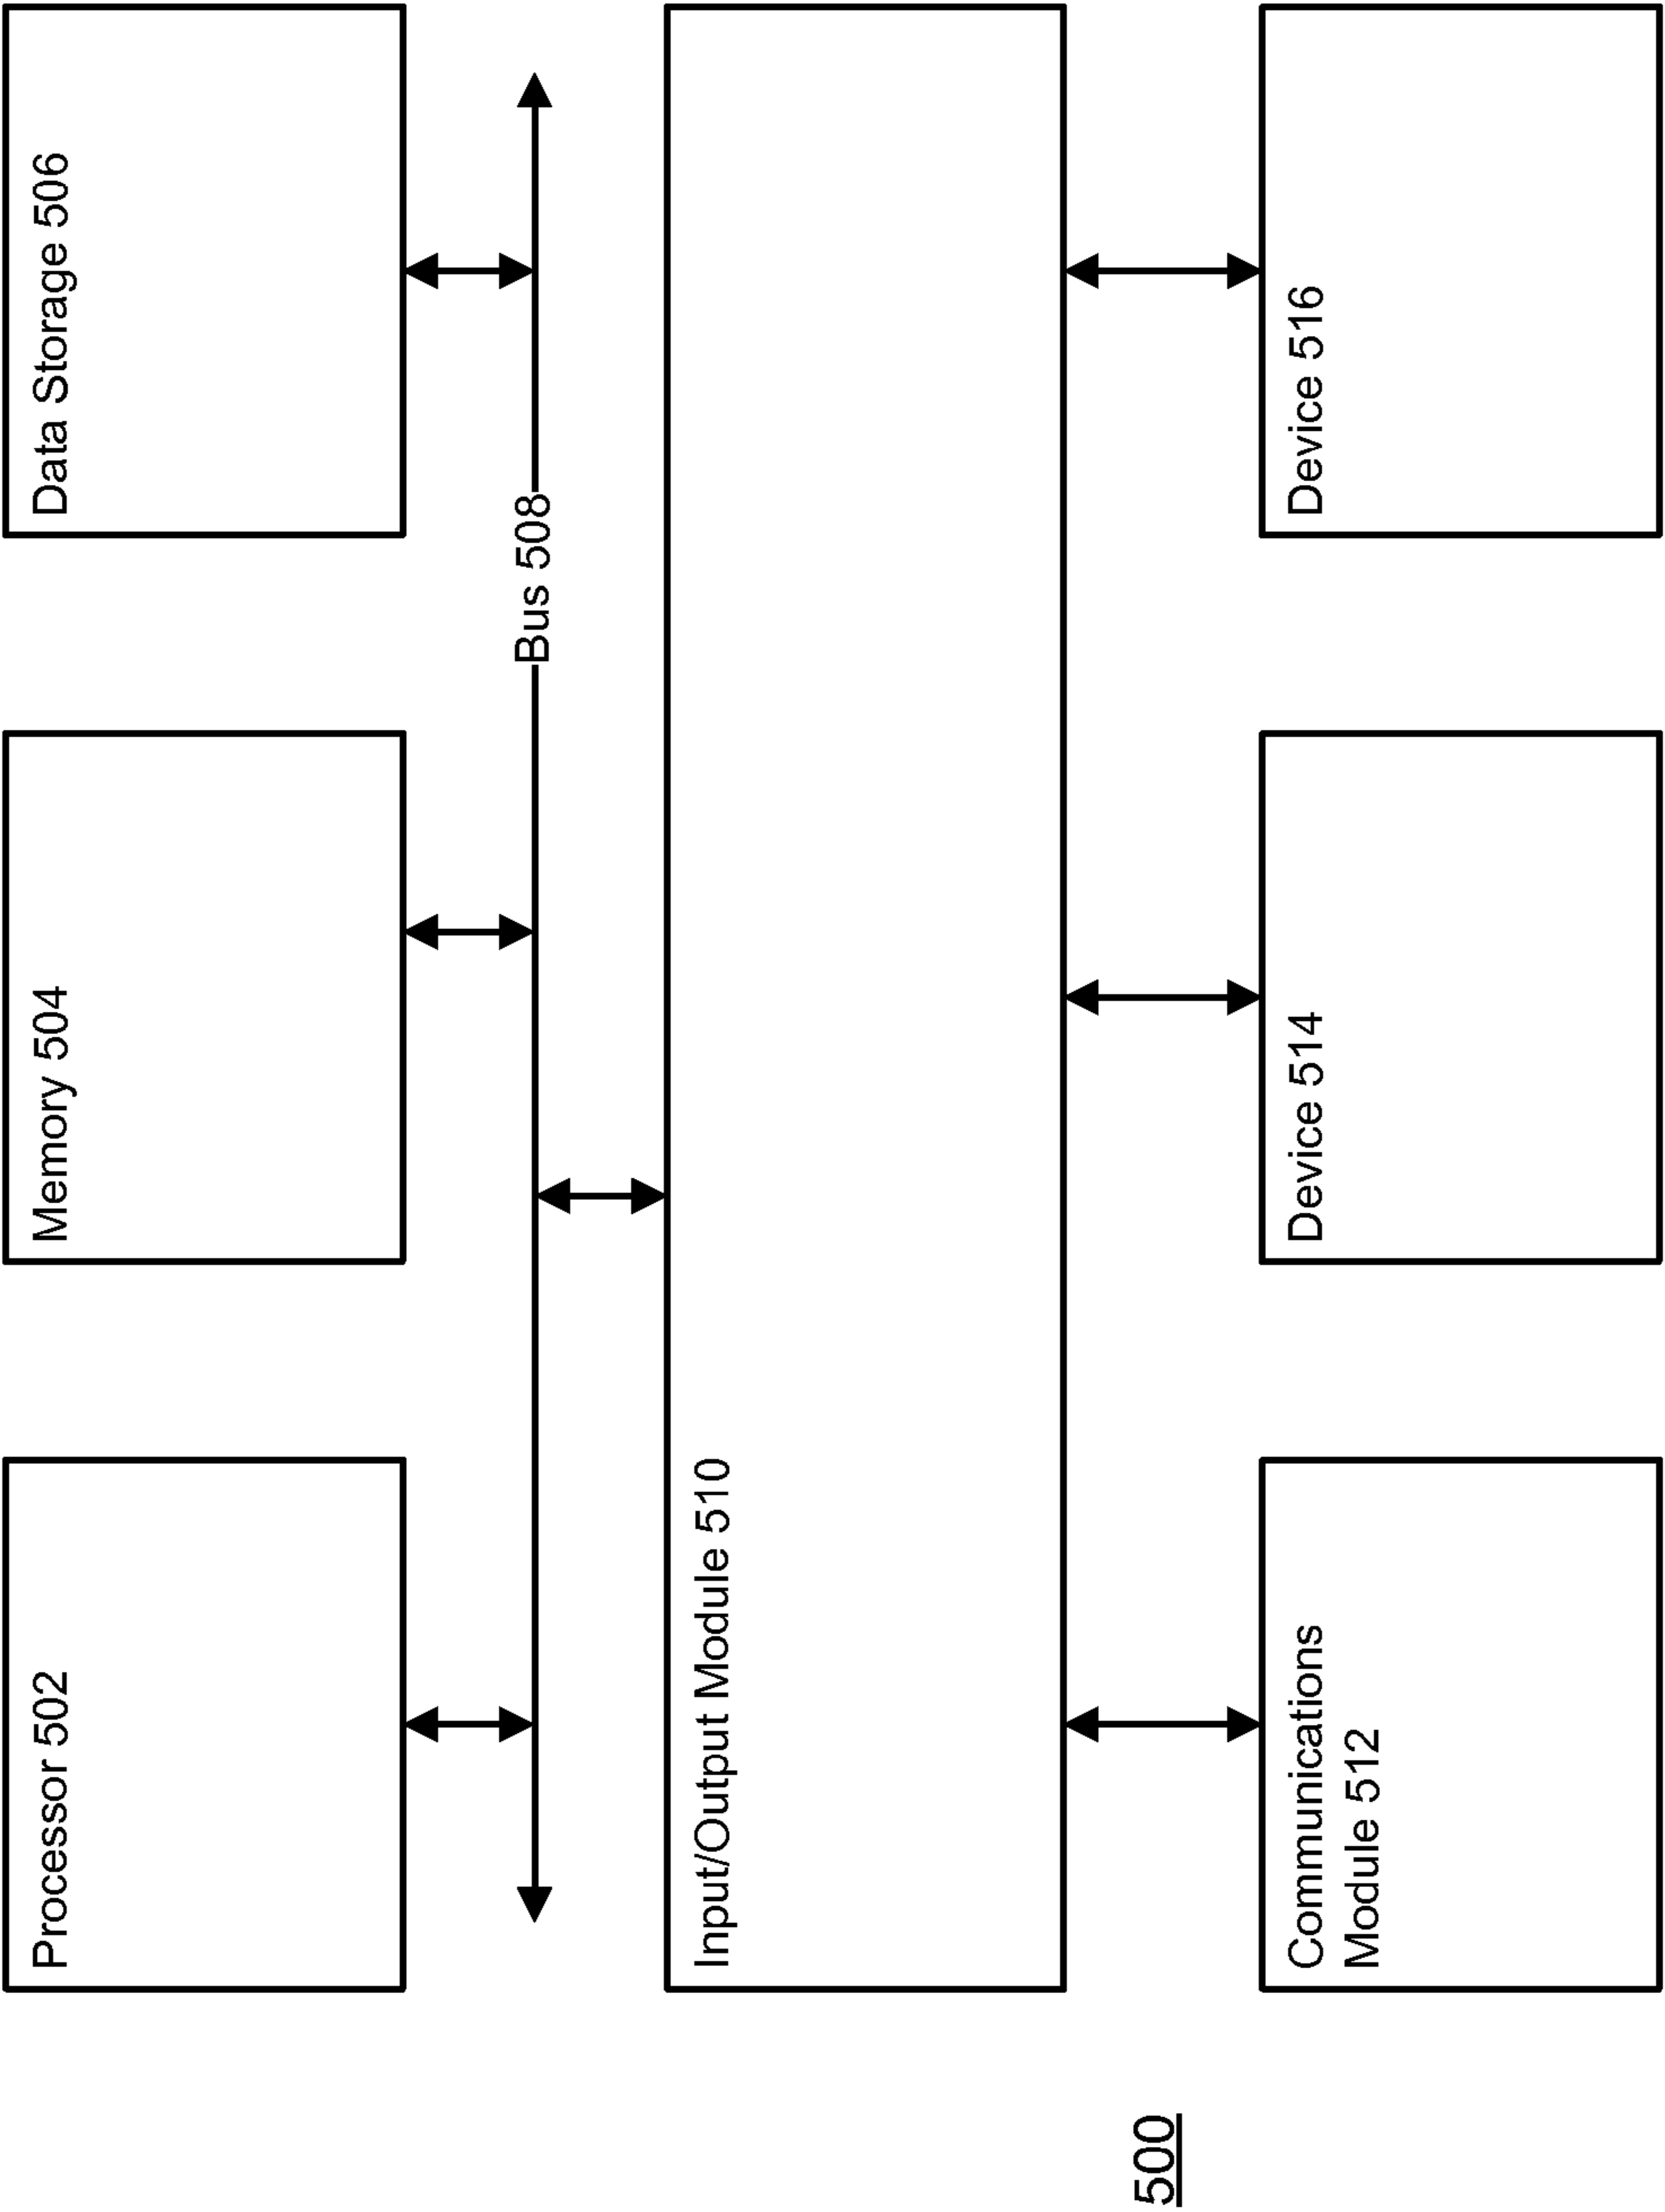 Processor 502
Memory 504
Data Storage 506
Bus 508
Input/Output Module 510
Communications
Module 512
Device 514
Device 516
500